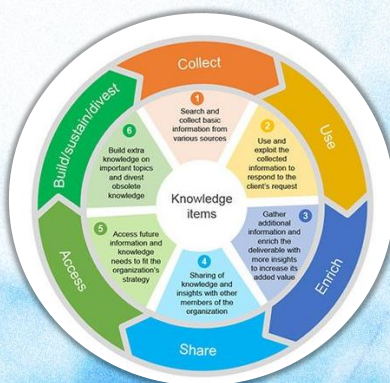 Collect
1
Search and
collect basic
information from
various sources
Use
2
Use and
exploit the
collected
information to
respond to the
client's request
Enrich
3
Gather
additional
information and
enrich the
deliverable with
more insights
to increase its
added value
Share
4
Sharing of
knowledge and
insights with other
members of the
organization
Access
5
Access future
information and
knowledge
needs to fit the
organization's
strategy
Build/sustain/divest
6
Build extra
knowledge on
important topics
and divest
obsolete
knowledge
Knowledge
items